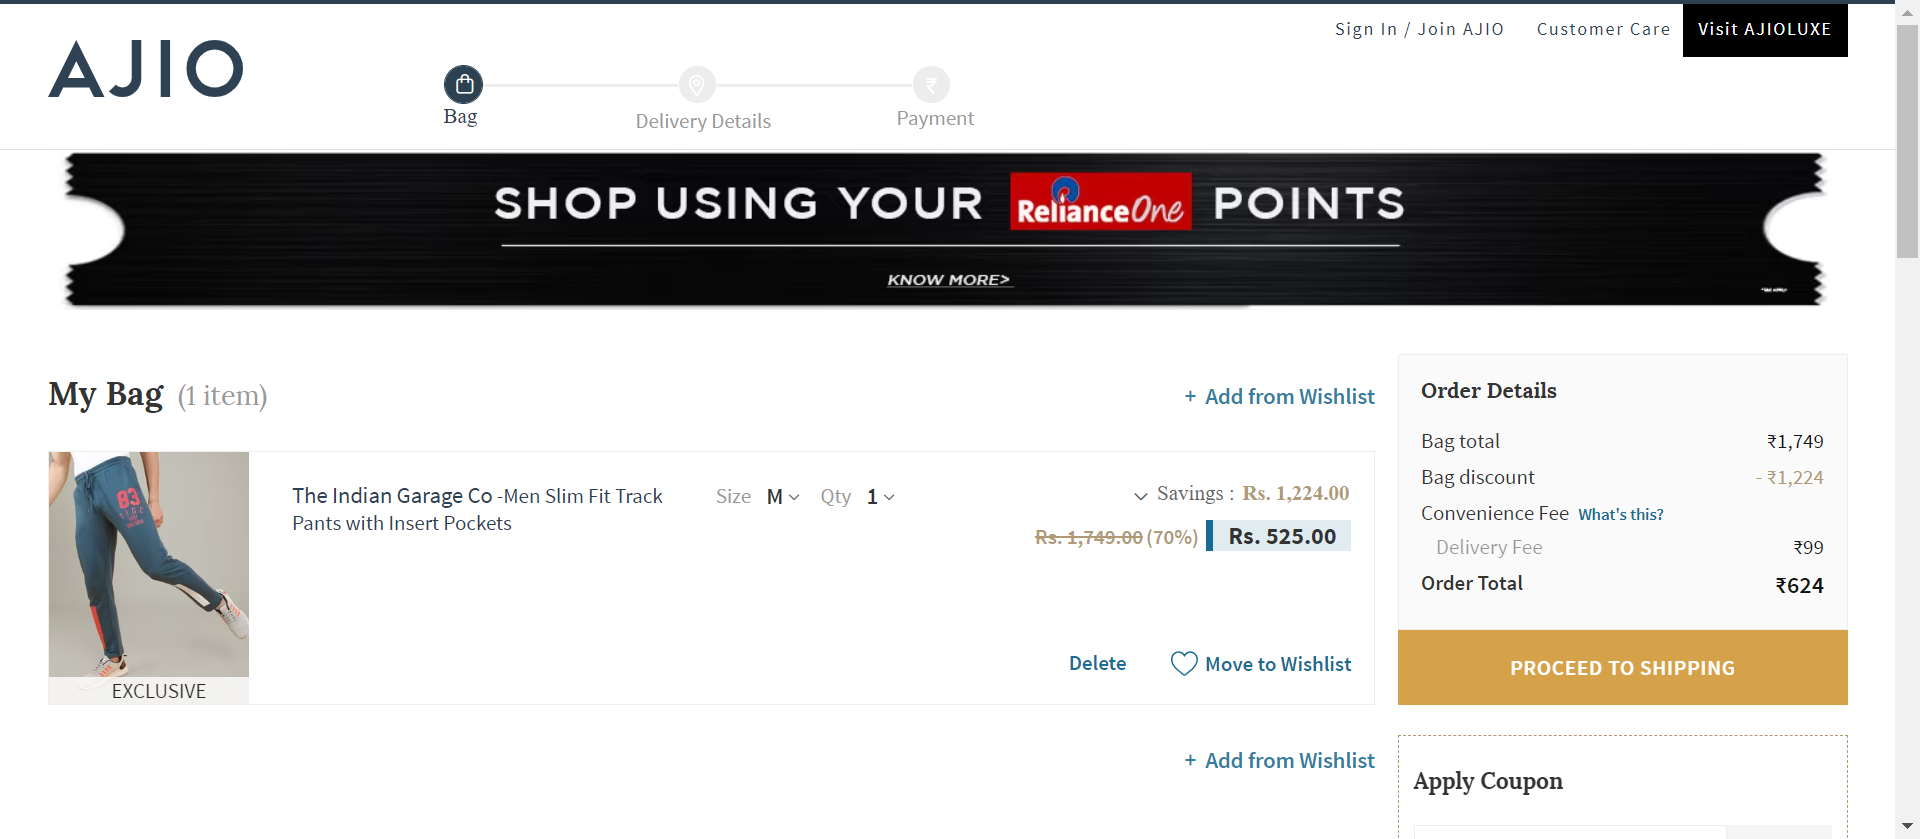 Sign In / Join AJIO
Customer Care
Visit AJIOLUXE
AJIO
Bag
Delivery Details
Payment
SHOP USING YOUR RelianceOne POINTS
KNOW MORE>
*T&C APPLY
My Bag (1 item)
+ Add from Wishlist
The Indian Garage Co -Men Slim Fit Track
Pants with Insert Pockets
Size M
Qty 1
Savings : Rs. 1,224.00
Rs. 1,749.00 (70%) Rs. 525.00
83
EXCLUSIVE
Delete
Move to Wishlist
+ Add from Wishlist
Order Details
Bag total ₹1,749
Bag discount - ₹1,224
Convenience Fee What's this?
Delivery Fee ₹99
Order Total ₹624
PROCEED TO SHIPPING
Apply Coupon